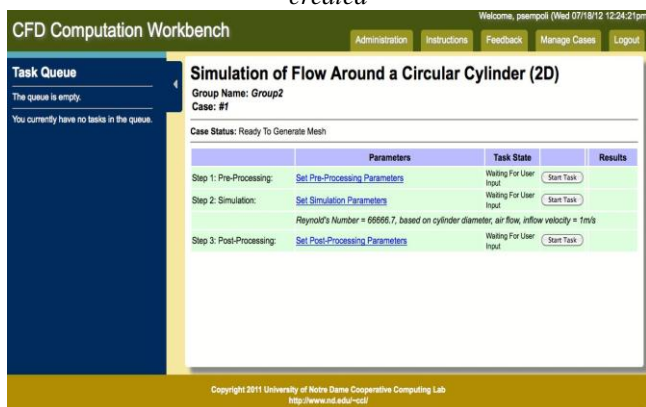 created
Welcome, psempoli (Wed 07/18/12 12:24:21pm
CFD Computation Workbench
Administration Instructions Feedback Manage Cases Logout
Task Queue
The queue is empty.
You currently have no tasks in the queue.
Simulation of Flow Around a Circular Cylinder (2D)
Group Name: Group2
Case: #1
Case Status: Ready To Generate Mesh
Parameters Task State Results
Step 1: Pre-Processing: Set Pre-Processing Parameters Waiting For User Input Start Task
Step 2: Simulation: Set Simulation Parameters Waiting For User Input Start Task
Reynold's Number = 66666.7, based on cylinder diameter, air flow, inflow velocity = 1m/s
Step 3: Post-Processing: Set Post-Processing Parameters Waiting For User Input Start Task
Copyright 2011 University of Notre Dame Cooperative Computing Lab
http://www.nd.edu/~ccl/